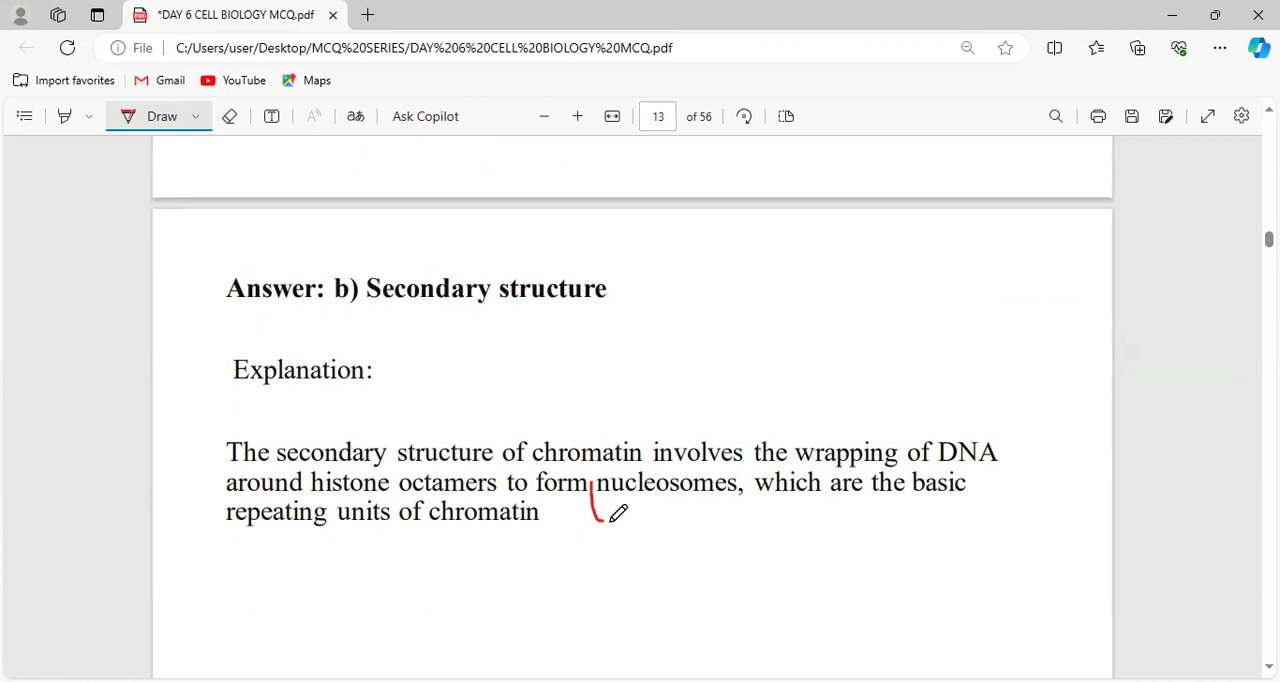 *DAY 6 CELL BIOLOGY MCQ.pdf
File C:/Users/user/Desktop/MCQ%20SERIES/DAY%206%20CELL%20BIOLOGY%20MCQ.pdf
Import favorites Gmail YouTube Maps
Draw aあ Ask Copilot 13 of 56
Answer: b) Secondary structure
Explanation:
The secondary structure of chromatin involves the wrapping of DNA
around histone octamers to form nucleosomes, which are the basic
repeating units of chromatin